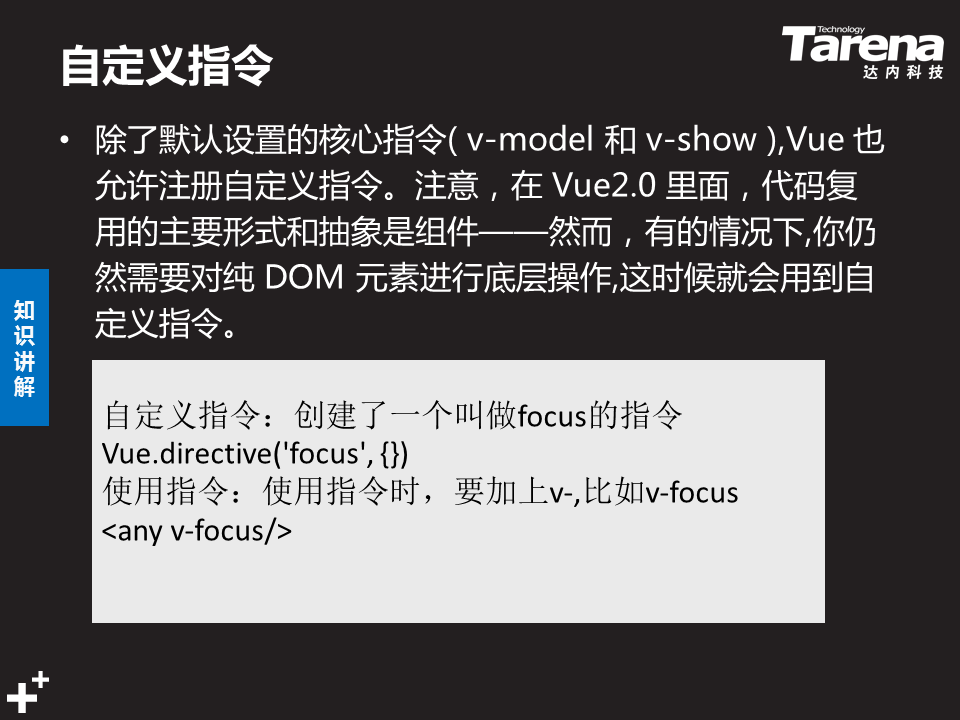 自定义指令
Technology
Tarena
达内科技
• 除了默认设置的核心指令( v-model 和 v-show ),Vue 也
允许注册自定义指令。注意，在 Vue2.0 里面，代码复
用的主要形式和抽象是组件——然而，有的情况下,你仍
然需要对纯 DOM 元素进行底层操作,这时候就会用到自
定义指令。
知
识
讲
解
自定义指令：创建了一个叫做focus的指令
Vue.directive('focus', {})
使用指令：使用指令时，要加上v-,比如v-focus
<any v-focus/>